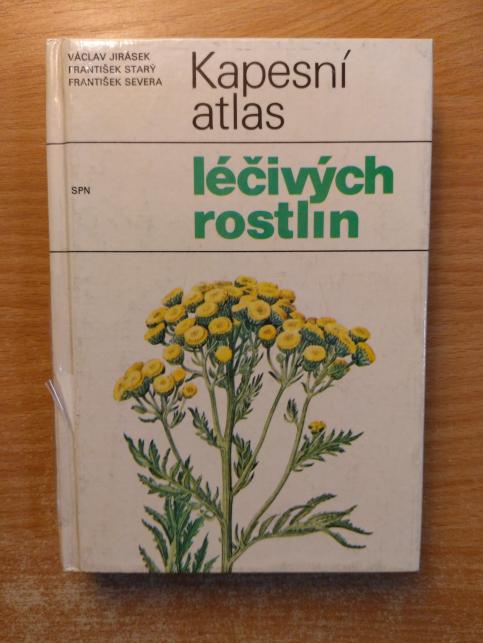 VÁCLAV JIRÁSEK
FRANTIŠEK STARÝ
FRANTIŠEK SEVERA
Kapesní
atlas
SPN
léčivých
rostlin